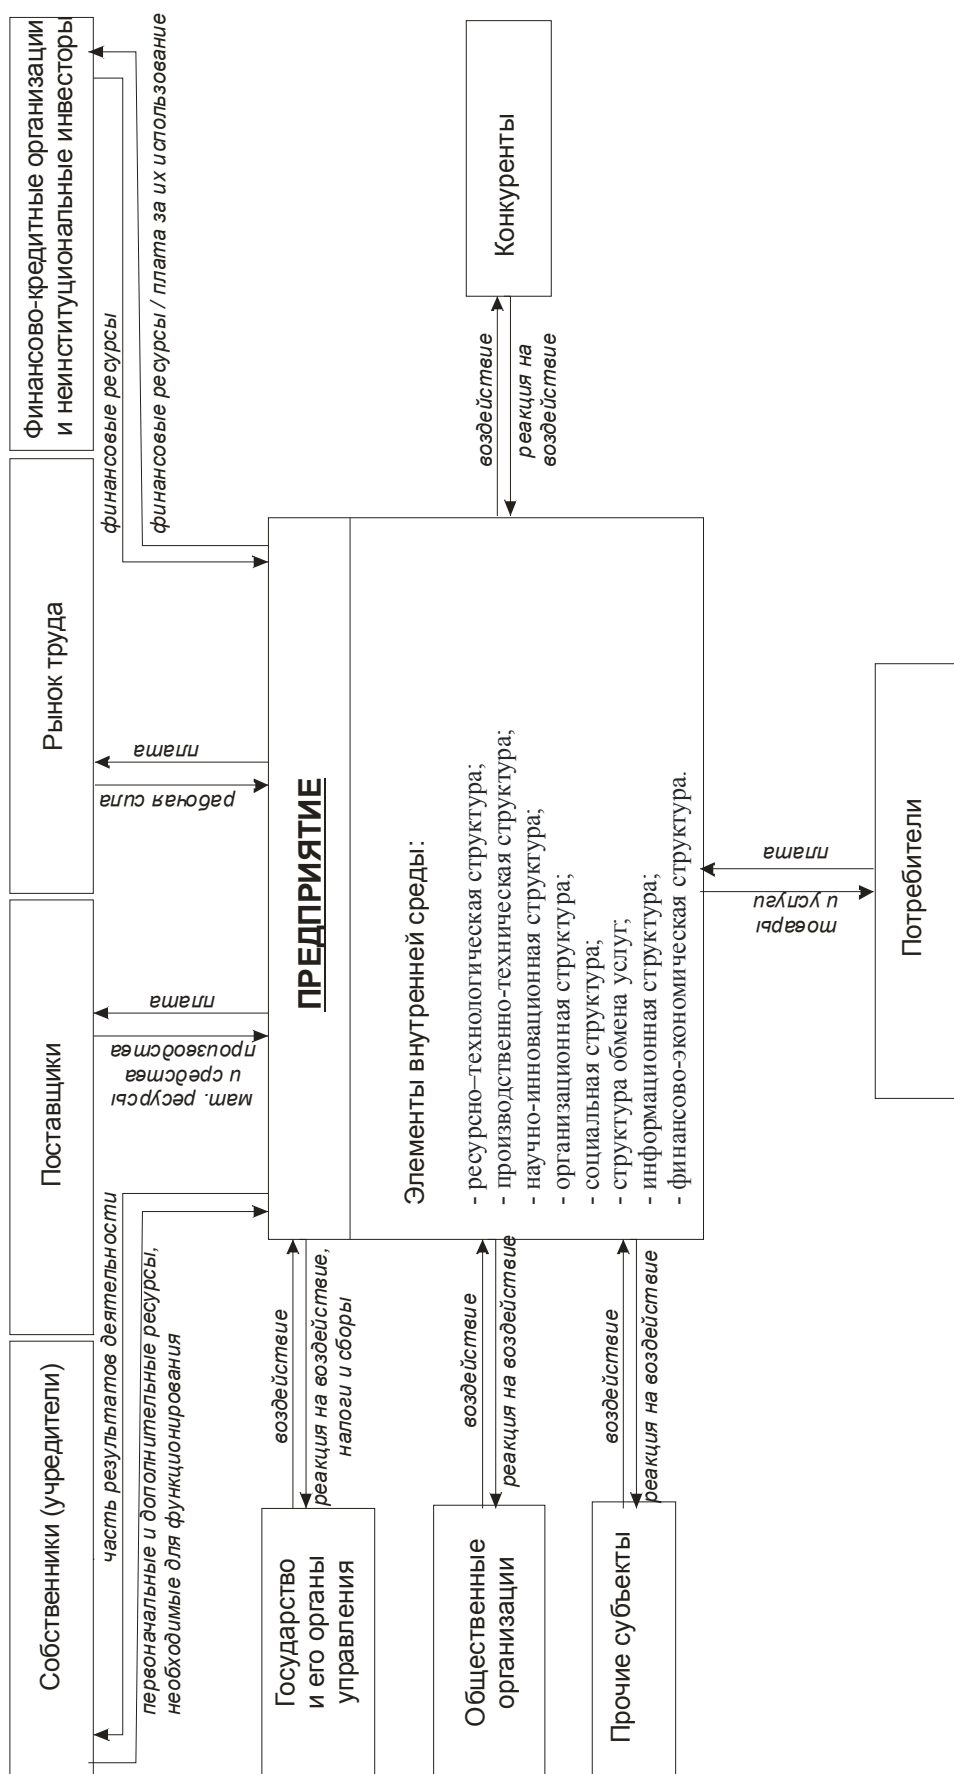 Собственники (учредители)
Поставщики
Рынок труда
Финансово-кредитные организации
и неинституциональные инвесторы
часть результатов деятельности
первоначальные и дополнительные ресурсы,
необходимые для функционирования
мат. ресурсы
и средства
производства
плата
рабочая сила
плата
финансовые ресурсы
финансовые ресурсы / плата за их использование
Государство
и его органы
управления
воздействие
реакция на воздействие,
налоги и сборы
Общественные
организации
воздействие
реакция на воздействие
Прочие субъекты
воздействие
реакция на воздействие
ПРЕДПРИЯТИЕ
Элементы внутренней среды:
- ресурсно–технологическая структура;
- производственно-техническая структура;
- научно-инновационная структура;
- организационная структура;
- социальная структура;
- структура обмена услуг;
- информационная структура;
- финансово-экономическая структура.
воздействие
реакция на
воздействие
Конкуренты
товары
и услуги
плата
Потребители